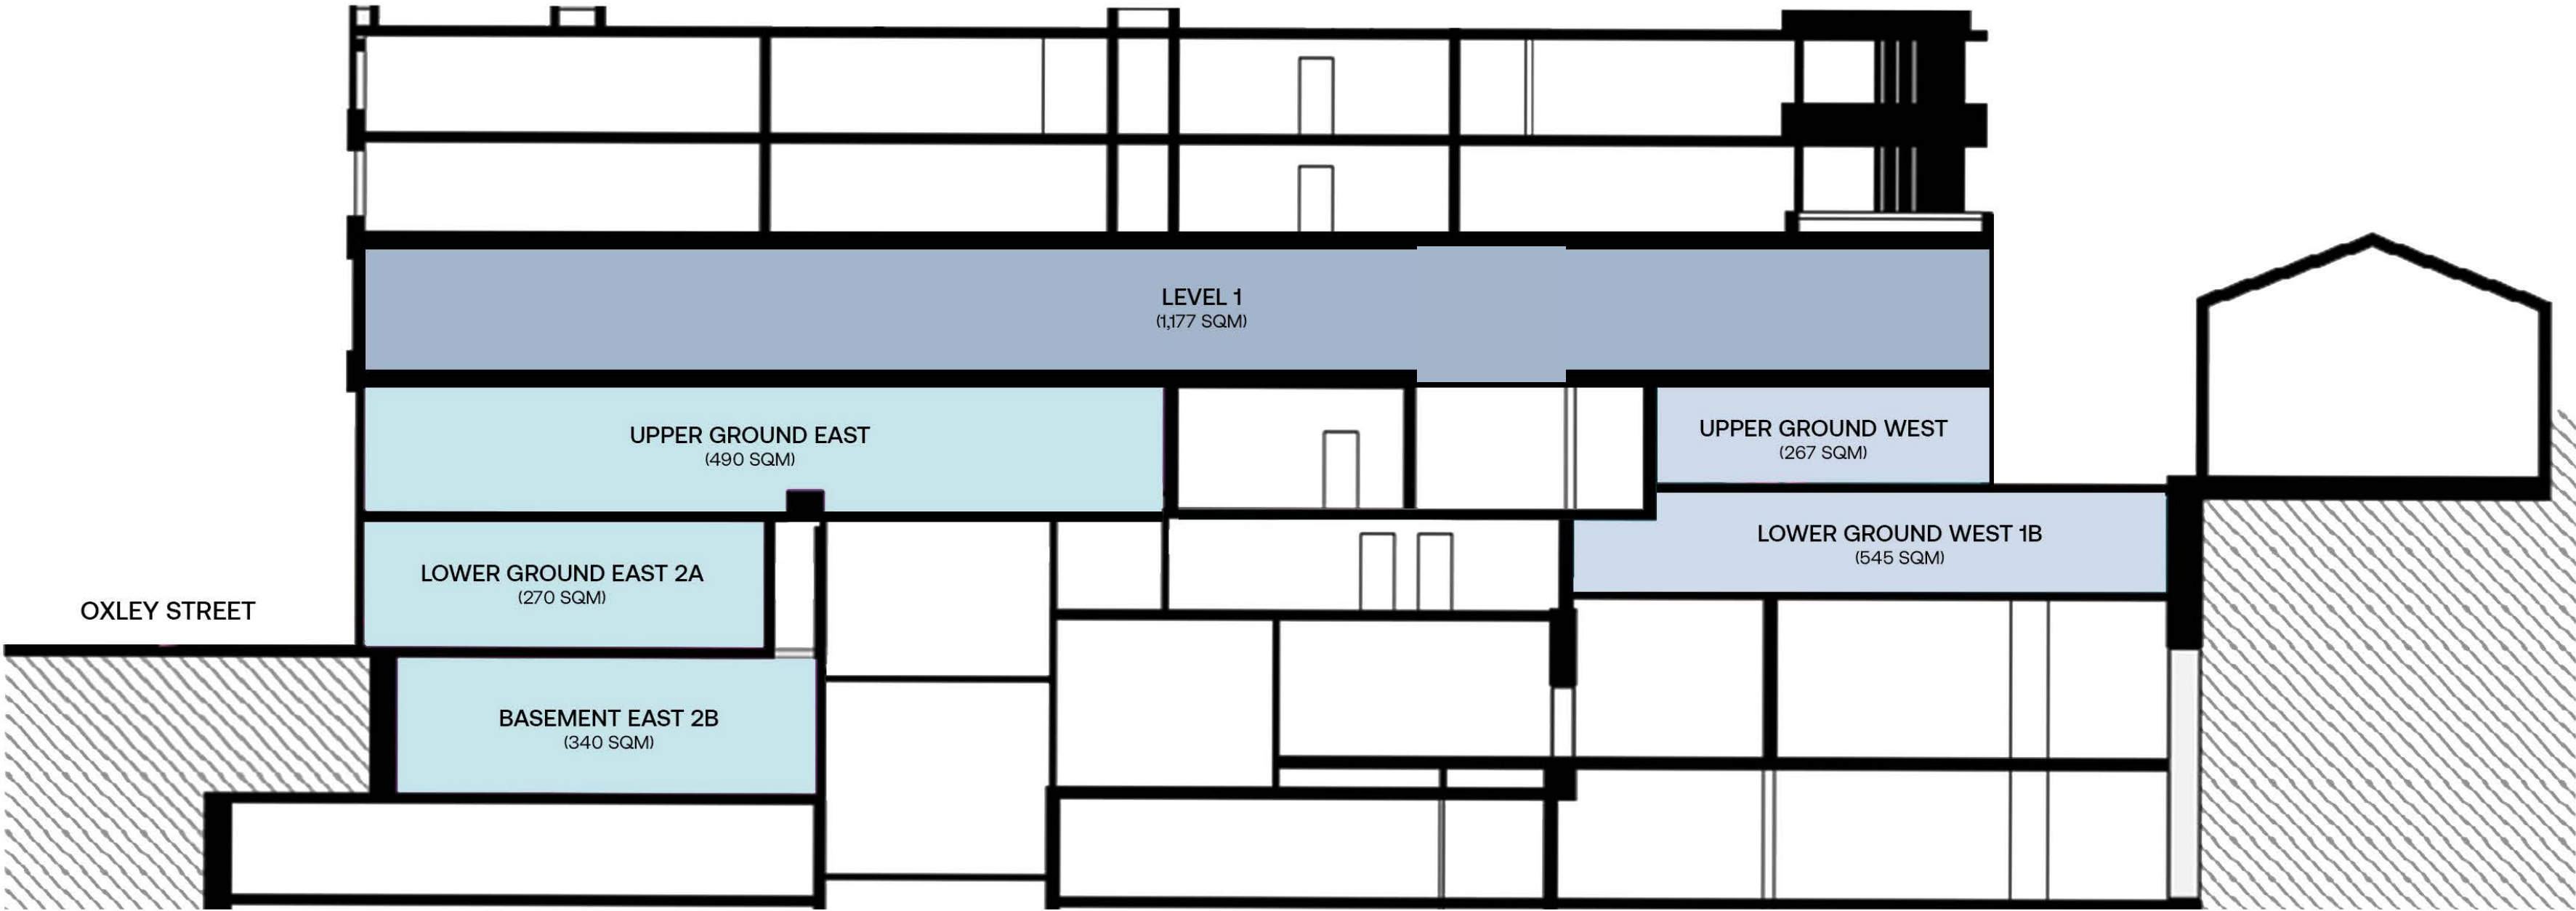 LEVEL 1
(1,177 SQM)
UPPER GROUND EAST
(490 SQM)
UPPER GROUND WEST
(267 SQM)
LOWER GROUND WEST 1B
(545 SQM)
LOWER GROUND EAST 2A
(270 SQM)
OXLEY STREET
BASEMENT EAST 2B
(340 SQM)